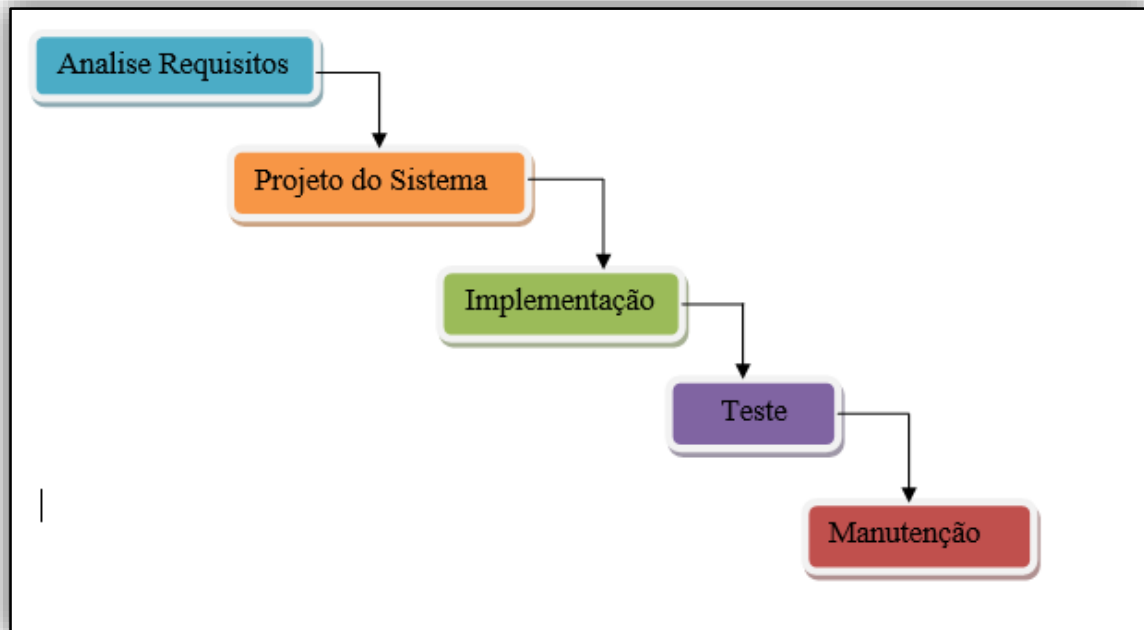 Analise Requisitos
Projeto do Sistema
Implementação
Teste
Manutenção